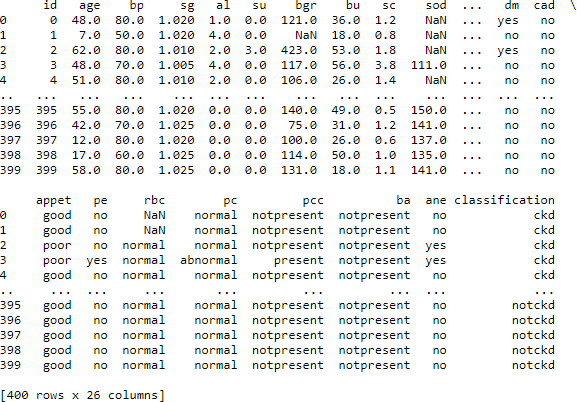 id age bp sg al su bgr bu sc sod ... dm cad \
0 0 48.0 80.0 1.020 1.0 0.0 121.0 36.0 1.2 NaN ... yes no
1 1 7.0 50.0 1.020 4.0 0.0 NaN 18.0 0.8 NaN ... no no
2 2 62.0 80.0 1.010 2.0 3.0 423.0 53.0 1.8 NaN ... yes no
3 3 48.0 70.0 1.005 4.0 0.0 117.0 56.0 3.8 111.0 ... no no
4 4 51.0 80.0 1.010 2.0 0.0 106.0 26.0 1.4 NaN ... no no
.. ... ... ... ... ... ... ... ... ... ... ... ... ...
395 395 55.0 80.0 1.020 0.0 0.0 140.0 49.0 0.5 150.0 ... no no
396 396 42.0 70.0 1.025 0.0 0.0 75.0 31.0 1.2 141.0 ... no no
397 397 12.0 80.0 1.020 0.0 0.0 100.0 26.0 0.6 137.0 ... no no
398 398 17.0 60.0 1.025 0.0 0.0 114.0 50.0 1.0 135.0 ... no no
399 399 58.0 80.0 1.025 0.0 0.0 131.0 18.0 1.1 141.0 ... no no
appet pe rbc pc pcc ba ane classification
0 good no NaN normal notpresent notpresent no ckd
1 good no NaN normal notpresent notpresent no ckd
2 poor no normal normal notpresent notpresent yes ckd
3 poor yes normal abnormal present notpresent yes ckd
4 good no normal normal notpresent notpresent no ckd
.. ... ... ... ... ... ... ... ...
395 good no normal normal notpresent notpresent no notckd
396 good no normal normal notpresent notpresent no notckd
397 good no normal normal notpresent notpresent no notckd
398 good no normal normal notpresent notpresent no notckd
399 good no normal normal notpresent notpresent no notckd
[400 rows x 26 columns]